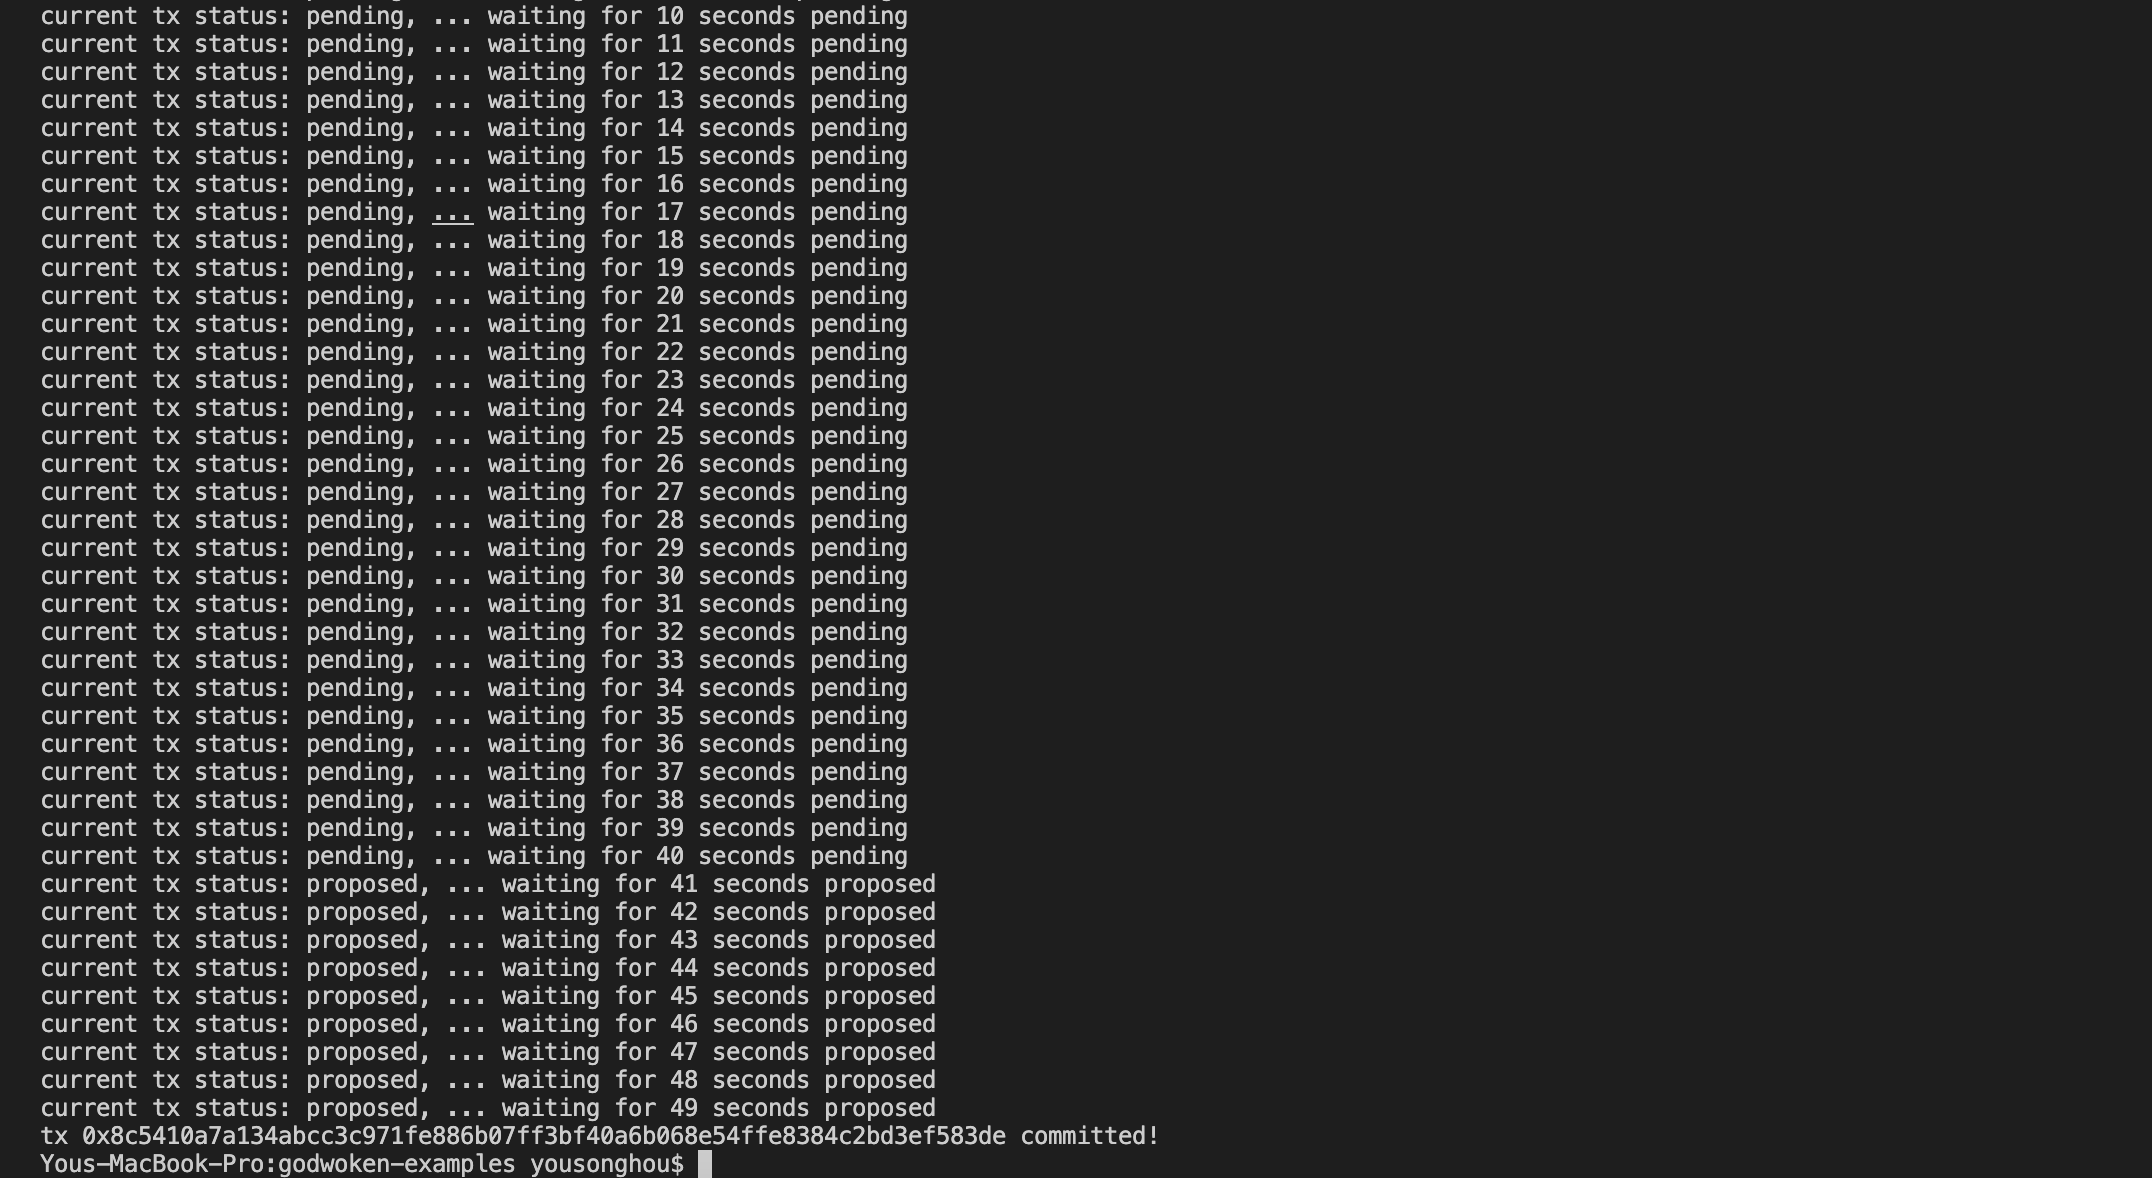 current tx status: pending, ... waiting for 10 seconds pending
current tx status: pending, ... waiting for 11 seconds pending
current tx status: pending, ... waiting for 12 seconds pending
current tx status: pending, ... waiting for 13 seconds pending
current tx status: pending, ... waiting for 14 seconds pending
current tx status: pending, ... waiting for 15 seconds pending
current tx status: pending, ... waiting for 16 seconds pending
current tx status: pending, ... waiting for 17 seconds pending
current tx status: pending, ... waiting for 18 seconds pending
current tx status: pending, ... waiting for 19 seconds pending
current tx status: pending, ... waiting for 20 seconds pending
current tx status: pending, ... waiting for 21 seconds pending
current tx status: pending, ... waiting for 22 seconds pending
current tx status: pending, ... waiting for 23 seconds pending
current tx status: pending, ... waiting for 24 seconds pending
current tx status: pending, ... waiting for 25 seconds pending
current tx status: pending, ... waiting for 26 seconds pending
current tx status: pending, ... waiting for 27 seconds pending
current tx status: pending, ... waiting for 28 seconds pending
current tx status: pending, ... waiting for 29 seconds pending
current tx status: pending, ... waiting for 30 seconds pending
current tx status: pending, ... waiting for 31 seconds pending
current tx status: pending, ... waiting for 32 seconds pending
current tx status: pending, ... waiting for 33 seconds pending
current tx status: pending, ... waiting for 34 seconds pending
current tx status: pending, ... waiting for 35 seconds pending
current tx status: pending, ... waiting for 36 seconds pending
current tx status: pending, ... waiting for 37 seconds pending
current tx status: pending, ... waiting for 38 seconds pending
current tx status: pending, ... waiting for 39 seconds pending
current tx status: pending, ... waiting for 40 seconds pending
current tx status: proposed, ... waiting for 41 seconds proposed
current tx status: proposed, ... waiting for 42 seconds proposed
current tx status: proposed, ... waiting for 43 seconds proposed
current tx status: proposed, ... waiting for 44 seconds proposed
current tx status: proposed, ... waiting for 45 seconds proposed
current tx status: proposed, ... waiting for 46 seconds proposed
current tx status: proposed, ... waiting for 47 seconds proposed
current tx status: proposed, ... waiting for 48 seconds proposed
current tx status: proposed, ... waiting for 49 seconds proposed
tx 0x8c5410a7a134abcc3c971fe886b07ff3bf40a6b068e54ffe8384c2bd3ef583de committed!
Yous-MacBook-Pro:godwoken-examples yousonghou$